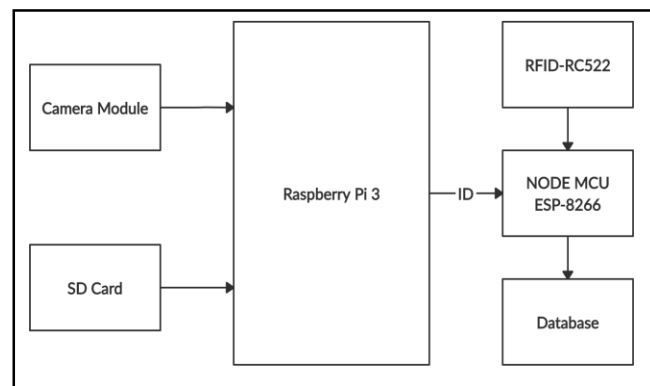 Camera Module
SD Card
Raspberry Pi 3
ID
RFID-RC522
NODE MCU
ESP-8266
Database